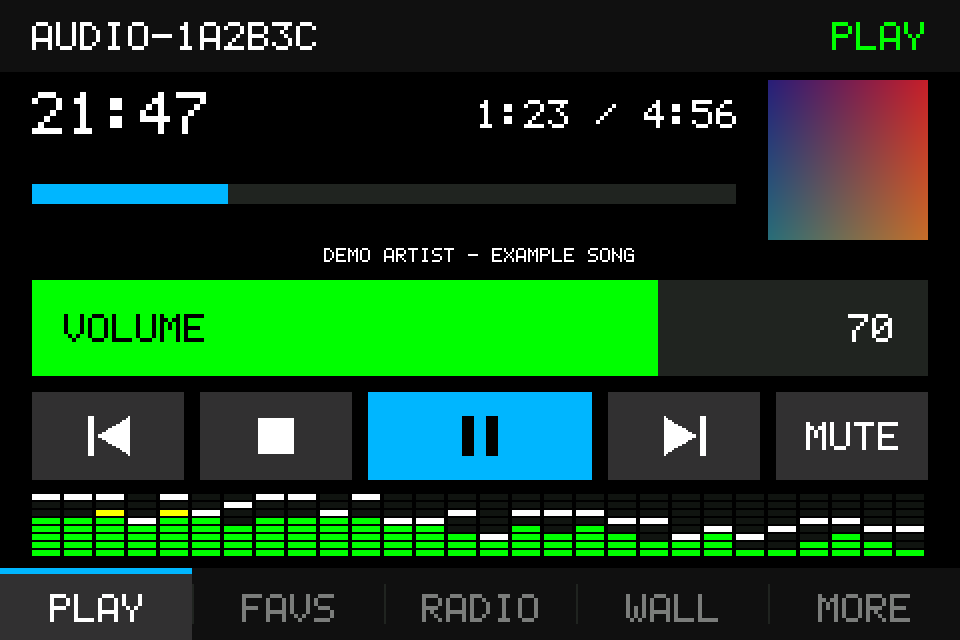 AUDIO-1A2B3C PLAY
21:47 1:23 / 4:56
DEMO ARTIST - EXAMPLE SONG
VOLUME 70
MUTE
PLAY FAVS RADIO WALL MORE